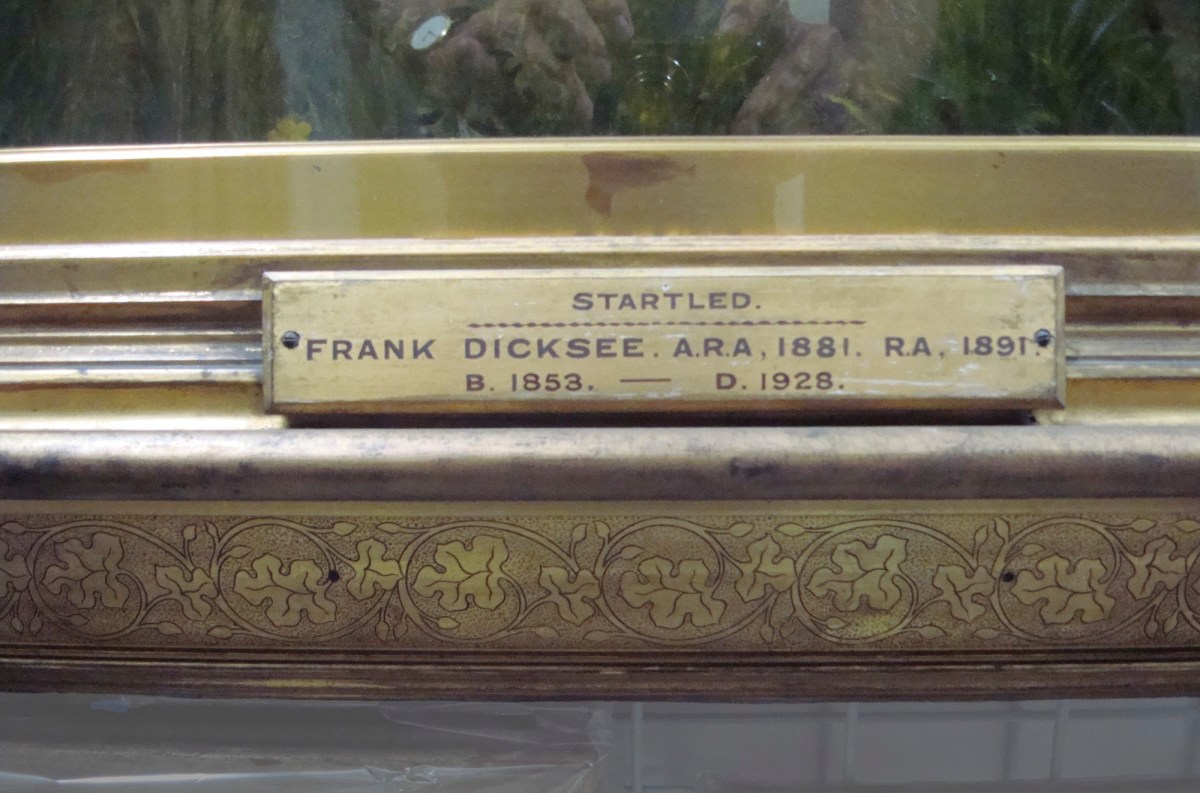 STARTLED.
FRANK DICKSEE. A.R.A, 1881. R.A, 1891.
B. 1853. — D. 1928.